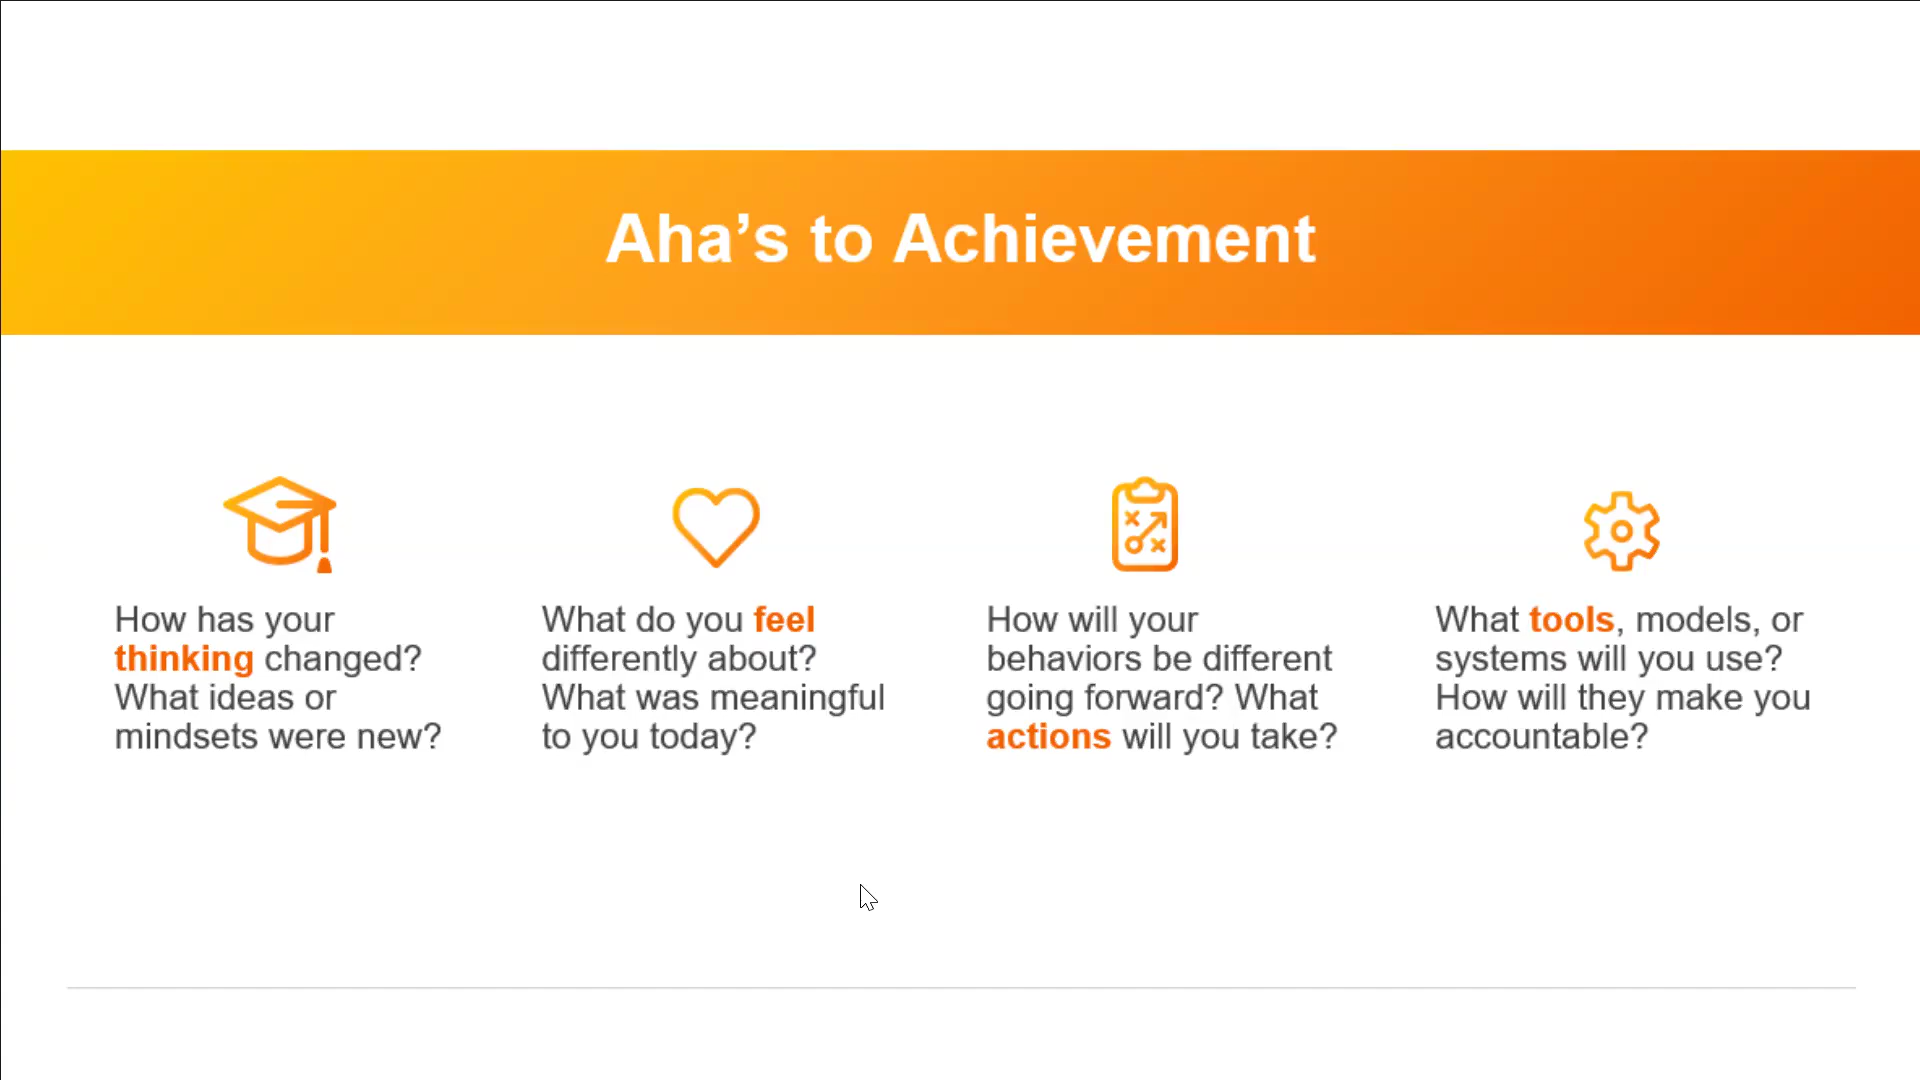 Aha’s to Achievement
How has your
thinking changed?
What ideas or
mindsets were new?
What do you feel
differently about?
What was meaningful
to you today?
How will your
behaviors be different
going forward? What
actions will you take?
What tools, models, or
systems will you use?
How will they make you
accountable?